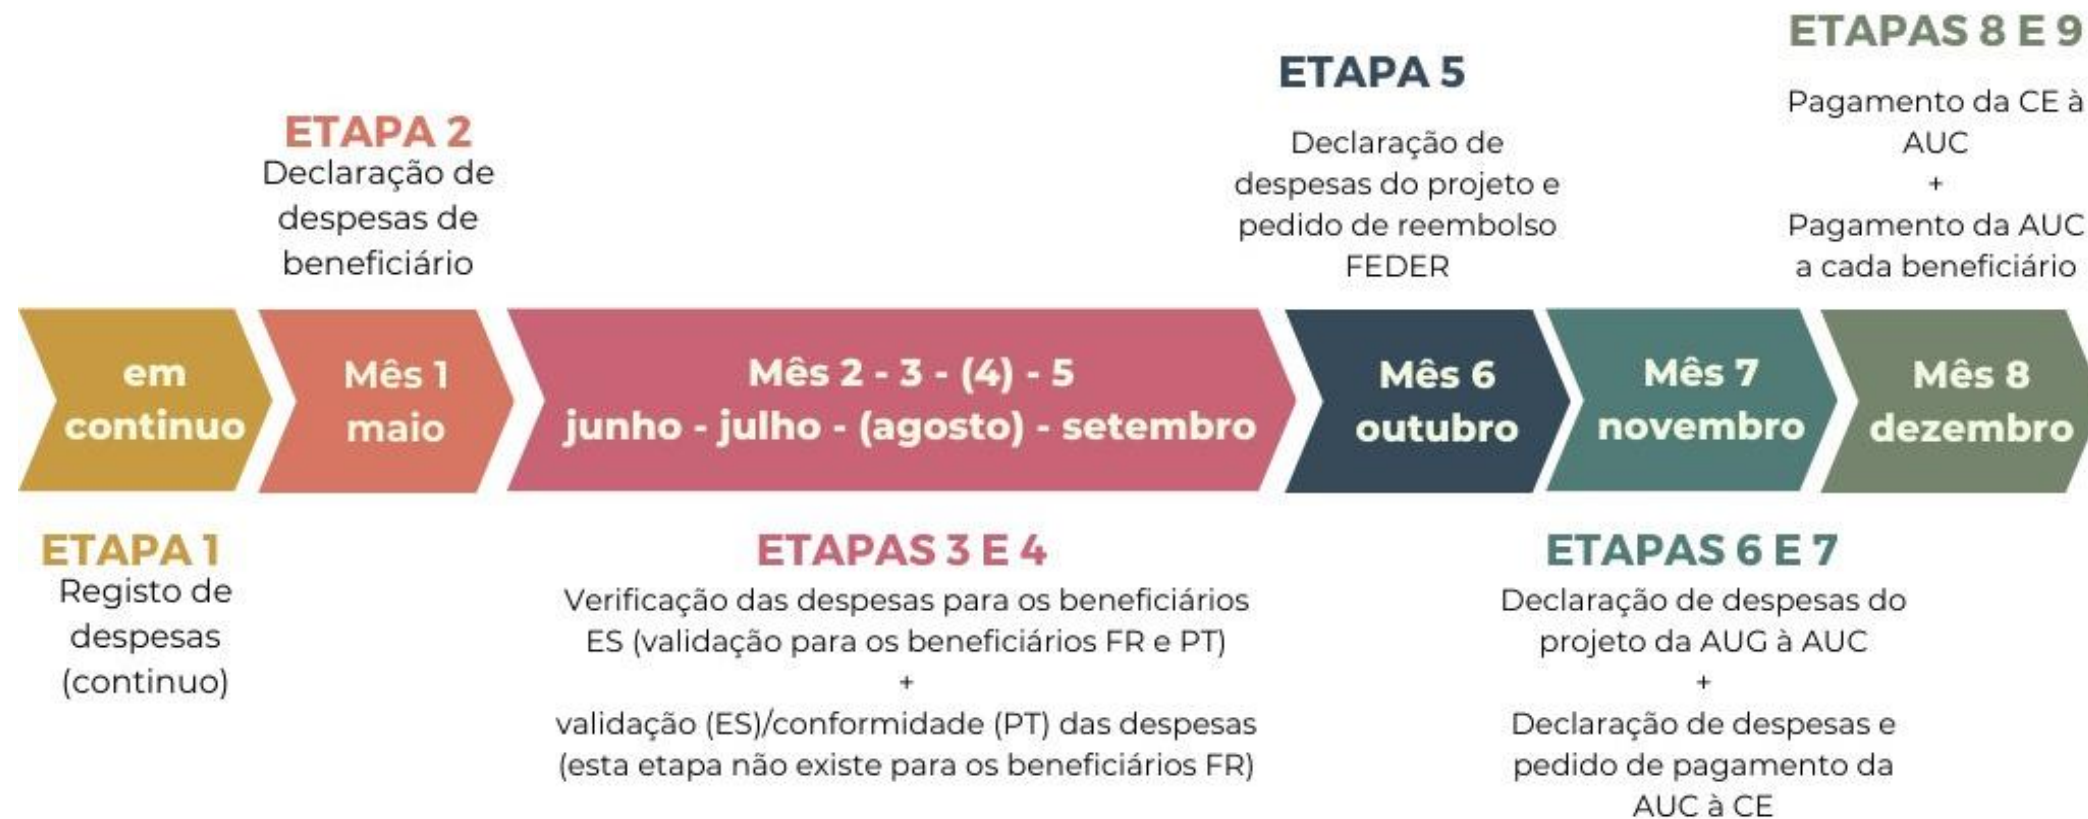 ETAPA 1
Registo de
despesas
(continuo)
em
continuo
ETAPA 2
Declaração de
despesas de
beneficiário
Mês 1
maio
Mês 2 - 3 - (4) - 5
junho - julho - (agosto) - setembro
ETAPAS 3 E 4
Verificação das despesas para os beneficiários
ES (validação para os beneficiários FR e PT)
+
validação (ES)/conformidade (PT) das despesas
(esta etapa não existe para os beneficiários FR)
ETAPA 5
Declaração de
despesas do projeto e
pedido de reembolso
FEDER
Mês 6
outubro
Mês 7
novembro
ETAPAS 6 E 7
Declaração de despesas do
projeto da AUG à AUC
+
Declaração de despesas e
pedido de pagamento da
AUC à CE
ETAPAS 8 E 9
Pagamento da CE à
AUC
+
Pagamento da AUC
a cada beneficiário
Mês 8
dezembro